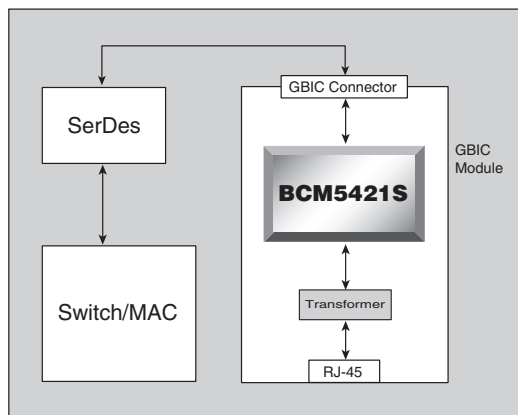 GBIC Connector
SerDes
GBIC
Module
BCM5421S
Switch/MAC
Transformer
RJ-45